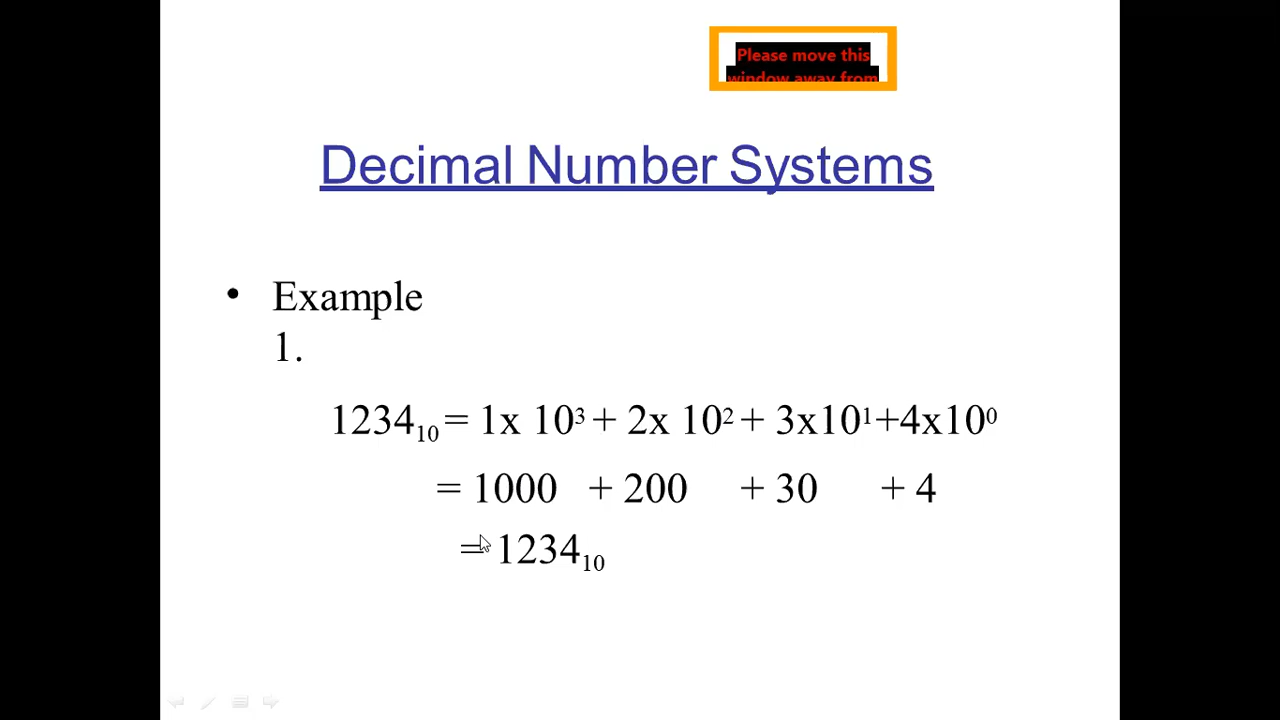 Please move this
window away from
Decimal Number Systems
• Example
1.
1234₁₀ = 1x 10³ + 2x 10² + 3x10¹ +4x10⁰
= 1000 + 200 + 30 + 4
= 1234₁₀